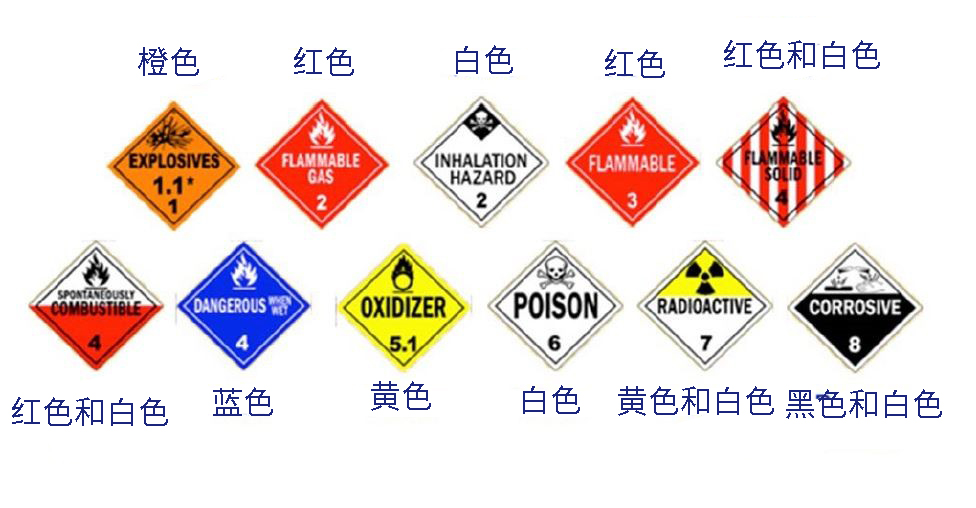 橙色
红色
白色
红色
红色和白色
EXPLOSIVES
1.1*
1
FLAMMABLE
GAS
2
INHALATION
HAZARD
2
FLAMMABLE
3
FLAMMABLE
SOLID
4
SPONTANEOUSLY
COMBUSTIBLE
4
DANGEROUS WHEN WET
4
OXIDIZER
5.1
POISON
6
RADIOACTIVE
7
CORROSIVE
8
红色和白色
蓝色
黄色
白色
黄色和白色
黑色和白色